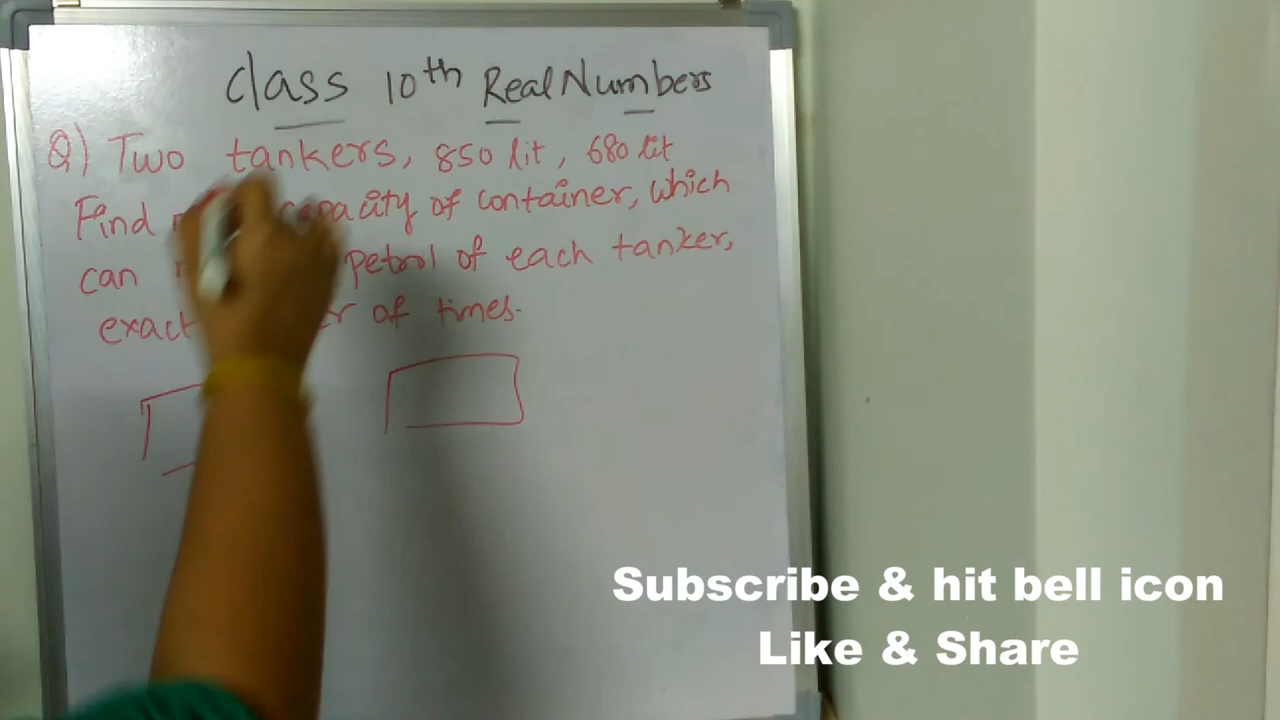 Class 10th Real Numbers
Q) Two tankers, 850 lit, 680 lit
Find capacity of container, which
can petrol of each tanker,
exact of times.
Subscribe & hit bell icon
Like & Share